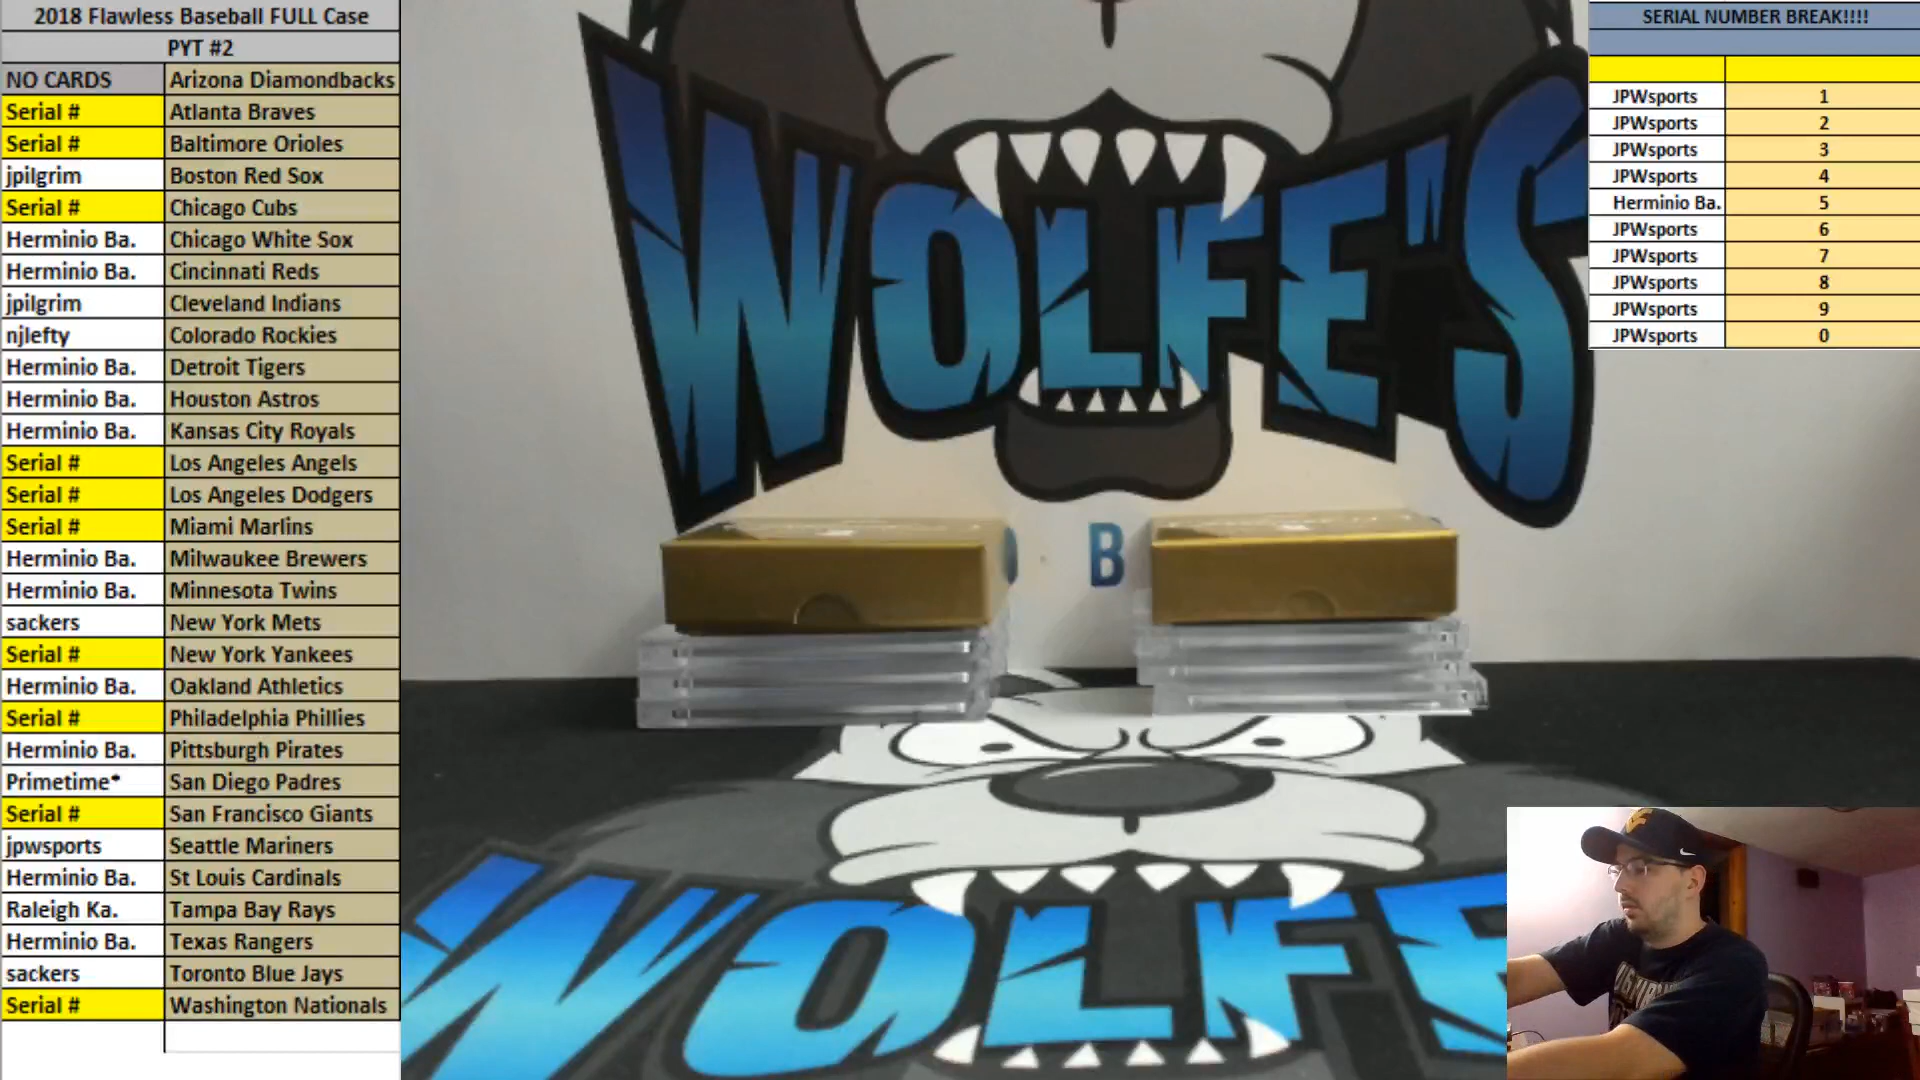 2018 Flawless Baseball FULL Case
PYT #2
NO CARDS Arizona Diamondbacks
Serial # Atlanta Braves
Serial # Baltimore Orioles
jpilgrim Boston Red Sox
Serial # Chicago Cubs
Herminio Ba. Chicago White Sox
Herminio Ba. Cincinnati Reds
jpilgrim Cleveland Indians
njlefty Colorado Rockies
Herminio Ba. Detroit Tigers
Herminio Ba. Houston Astros
Herminio Ba. Kansas City Royals
Serial # Los Angeles Angels
Serial # Los Angeles Dodgers
Serial # Miami Marlins
Herminio Ba. Milwaukee Brewers
Herminio Ba. Minnesota Twins
sackers New York Mets
Serial # New York Yankees
Herminio Ba. Oakland Athletics
Serial # Philadelphia Phillies
Herminio Ba. Pittsburgh Pirates
Primetime* San Diego Padres
Serial # San Francisco Giants
jpwsports Seattle Mariners
Herminio Ba. St Louis Cardinals
Raleigh Ka. Tampa Bay Rays
Herminio Ba. Texas Rangers
sackers Toronto Blue Jays
Serial # Washington Nationals
WOLFE'S
B
WOLFE
SERIAL NUMBER BREAK!!!!
JPWsports 1
JPWsports 2
JPWsports 3
JPWsports 4
Herminio Ba. 5
JPWsports 6
JPWsports 7
JPWsports 8
JPWsports 9
JPWsports 0